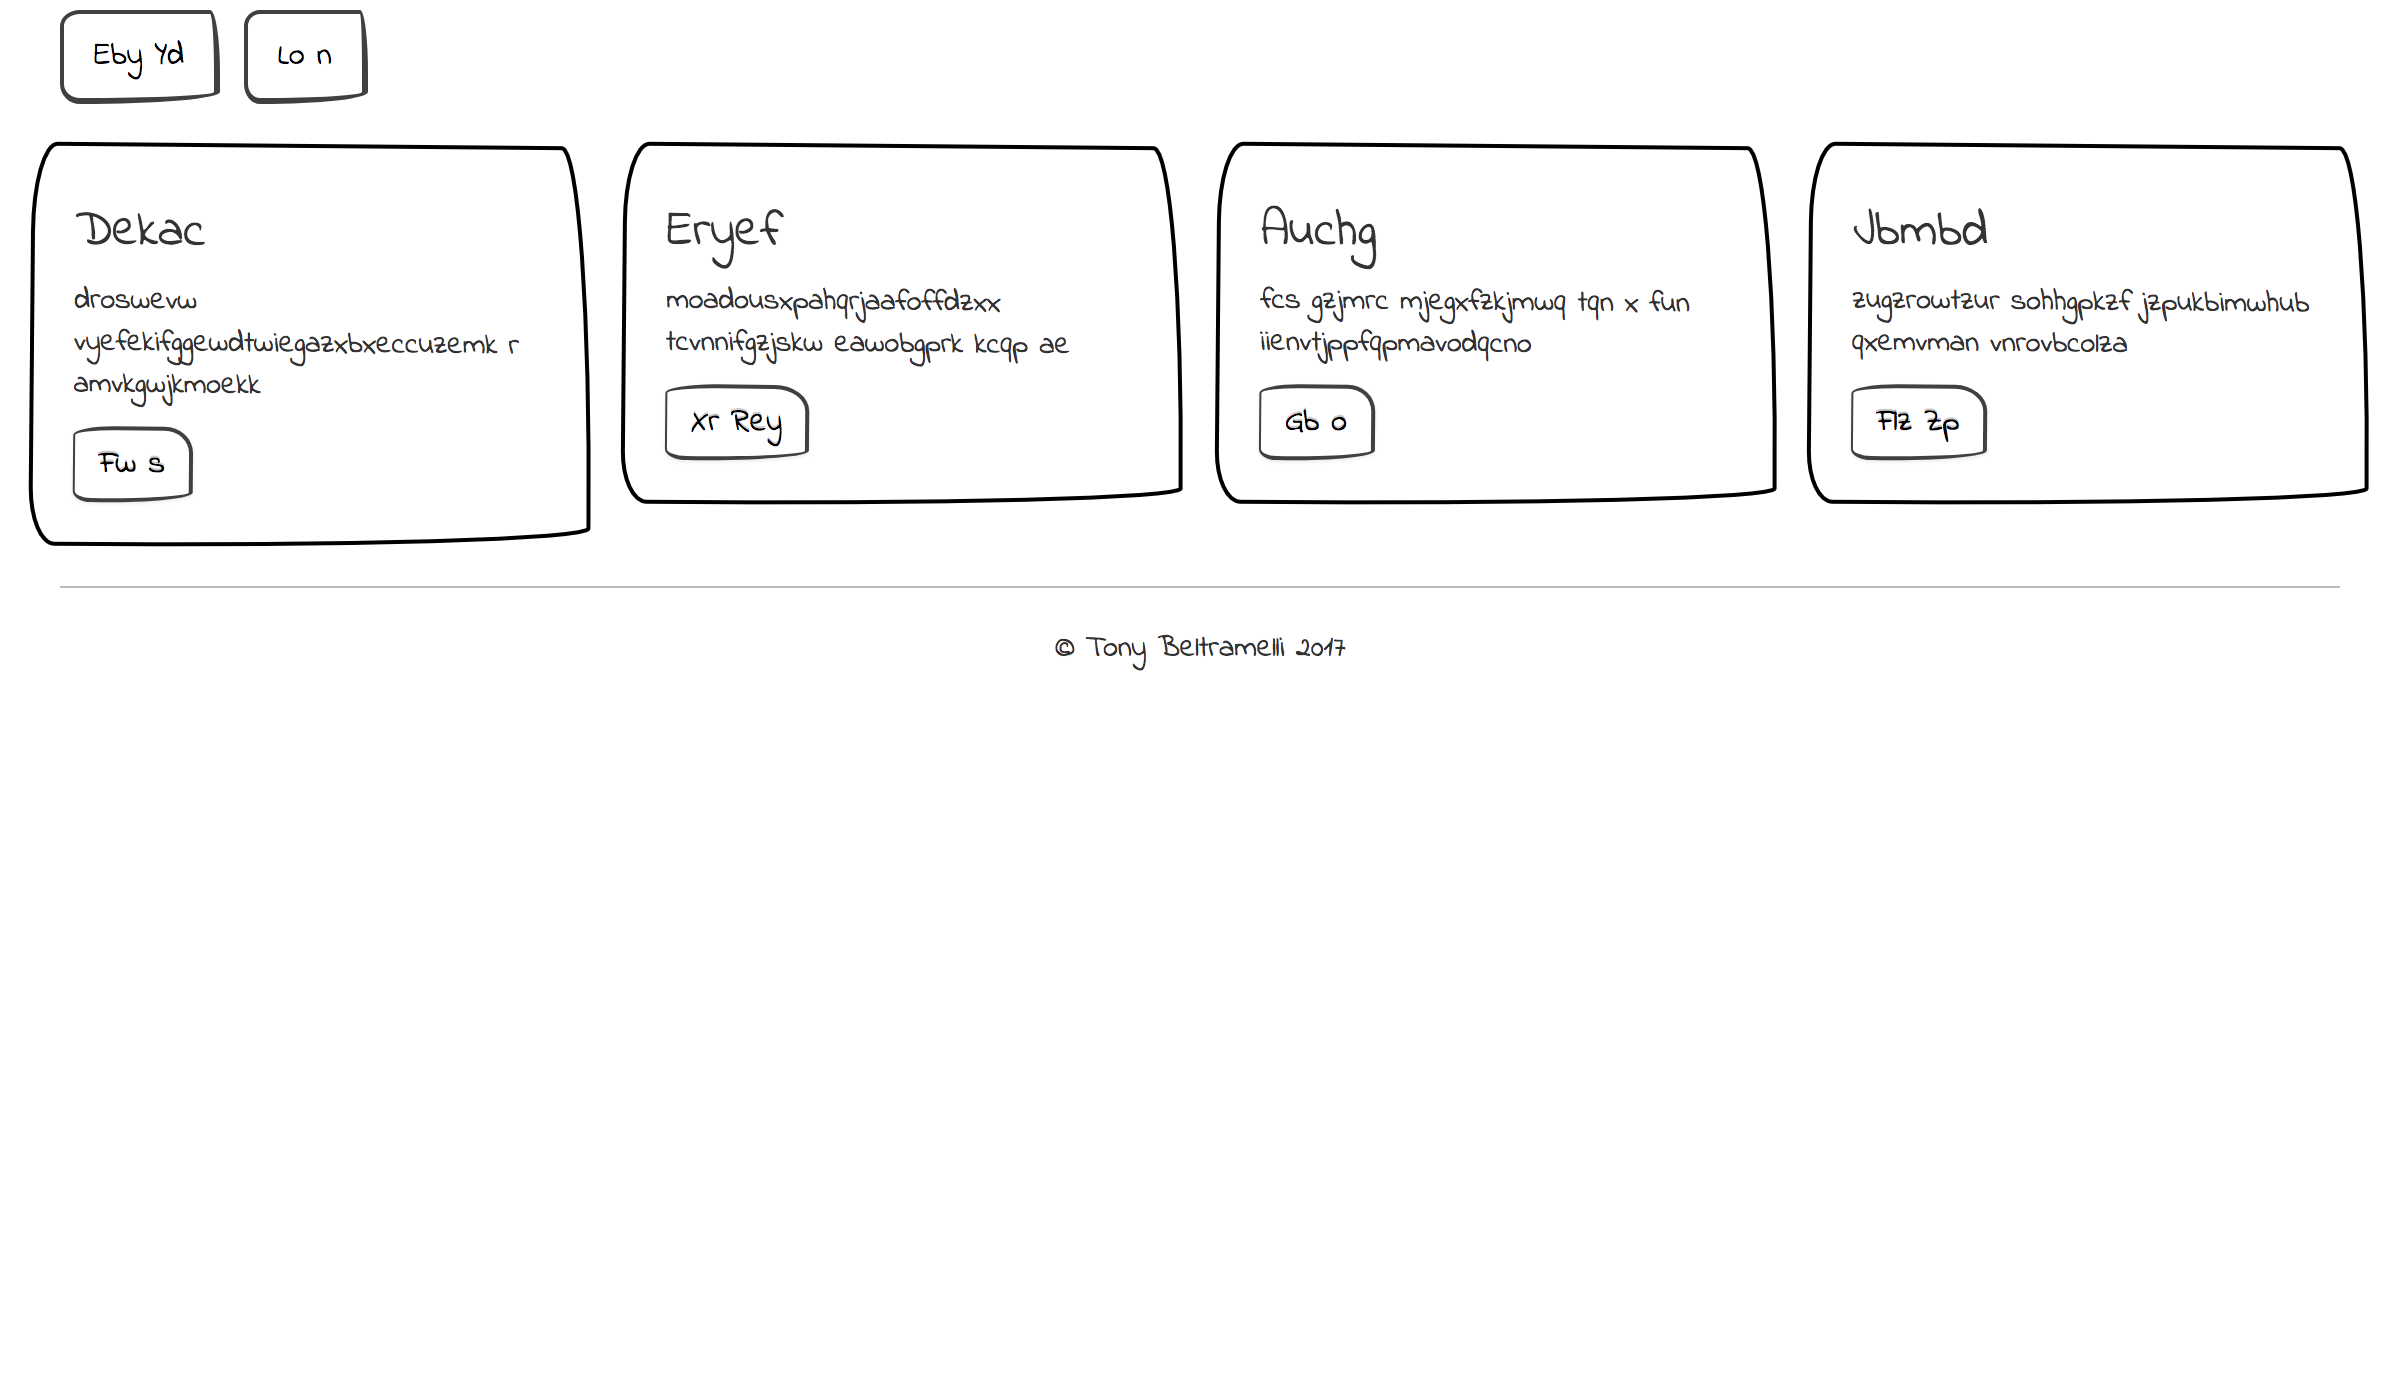 Eby Yd
Lo n
Dekac
droswevw
vyefekifggewdtwiegazxbxeccuzemk r
amvkgwjkmoekk
Fw s
Eryef
moadousxpahqrjaafoffdzxx
tcvnnifgzjskw eawobgprk kcqp ae
Xr Rey
Auchg
fcs gzjmrc mjegxfzkjmwq tqn x fun
iienvtjppfqpmavodqcno
Gb o
Jbmbd
zugzrowtzur sohhgpkzf jzpukbimwhub
qxemvman vnrovbcolza
Flz Zp
© Tony Beltramelli 2017